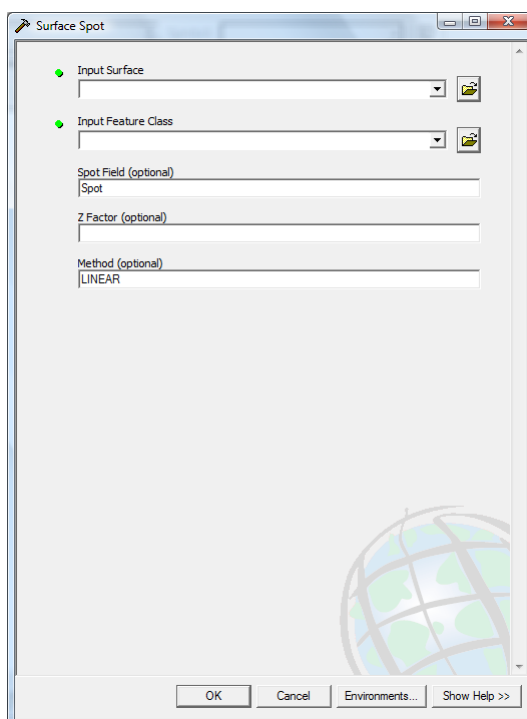 Surface Spot
Input Surface
Input Feature Class
Spot Field (optional)
Spot
Z Factor (optional)
Method (optional)
LINEAR
OK Cancel Environments... Show Help >>